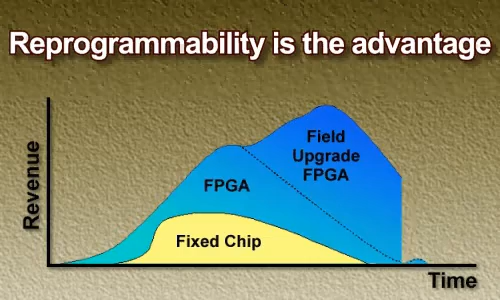 Reprogrammability is the advantage
Revenue
Field
Upgrade
FPGA
FPGA
Fixed Chip
Time